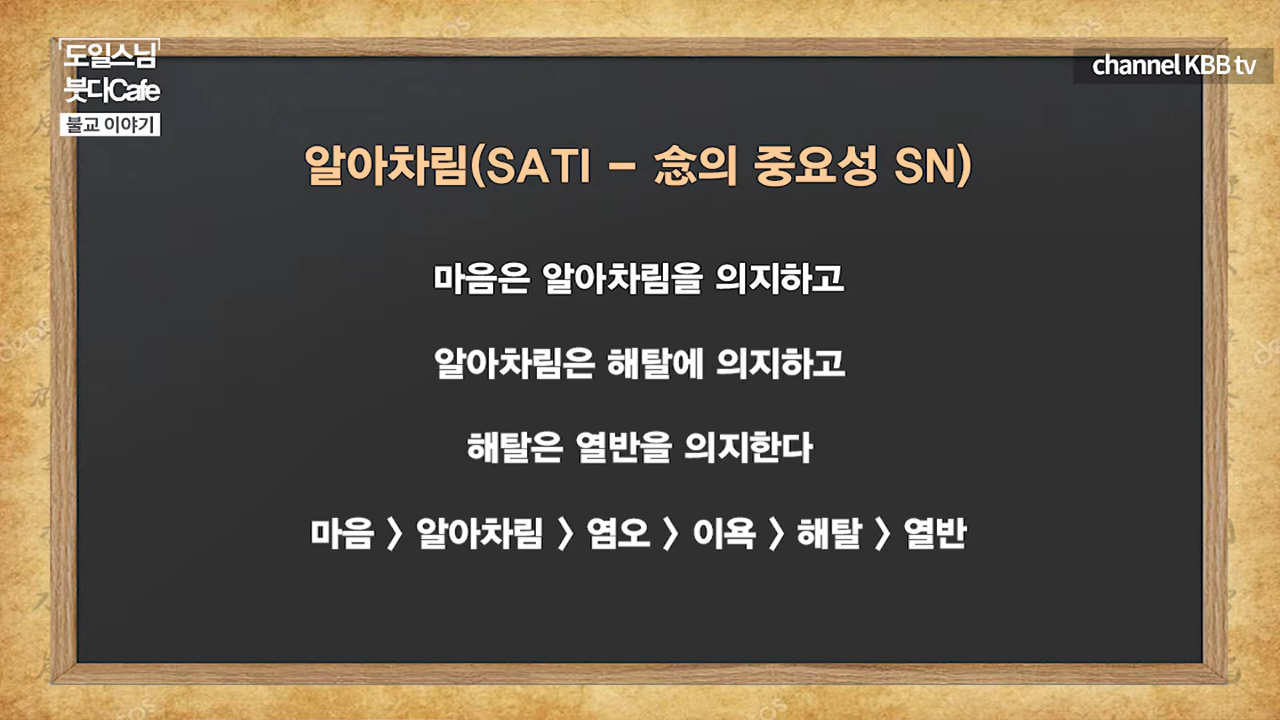 도일스님
붓다Cafe
불교 이야기
channel KBB tv
알아차림(SATI - 念의 중요성 SN)
마음은 알아차림을 의지하고
알아차림은 해탈에 의지하고
해탈은 열반을 의지한다
마음 > 알아차림 > 염오 > 이욕 > 해탈 > 열반